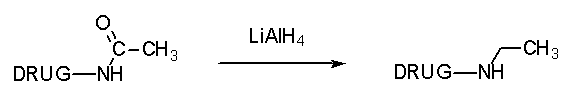 O
C CH3
DRUG NH
LiAlH4
CH3
DRUG NH